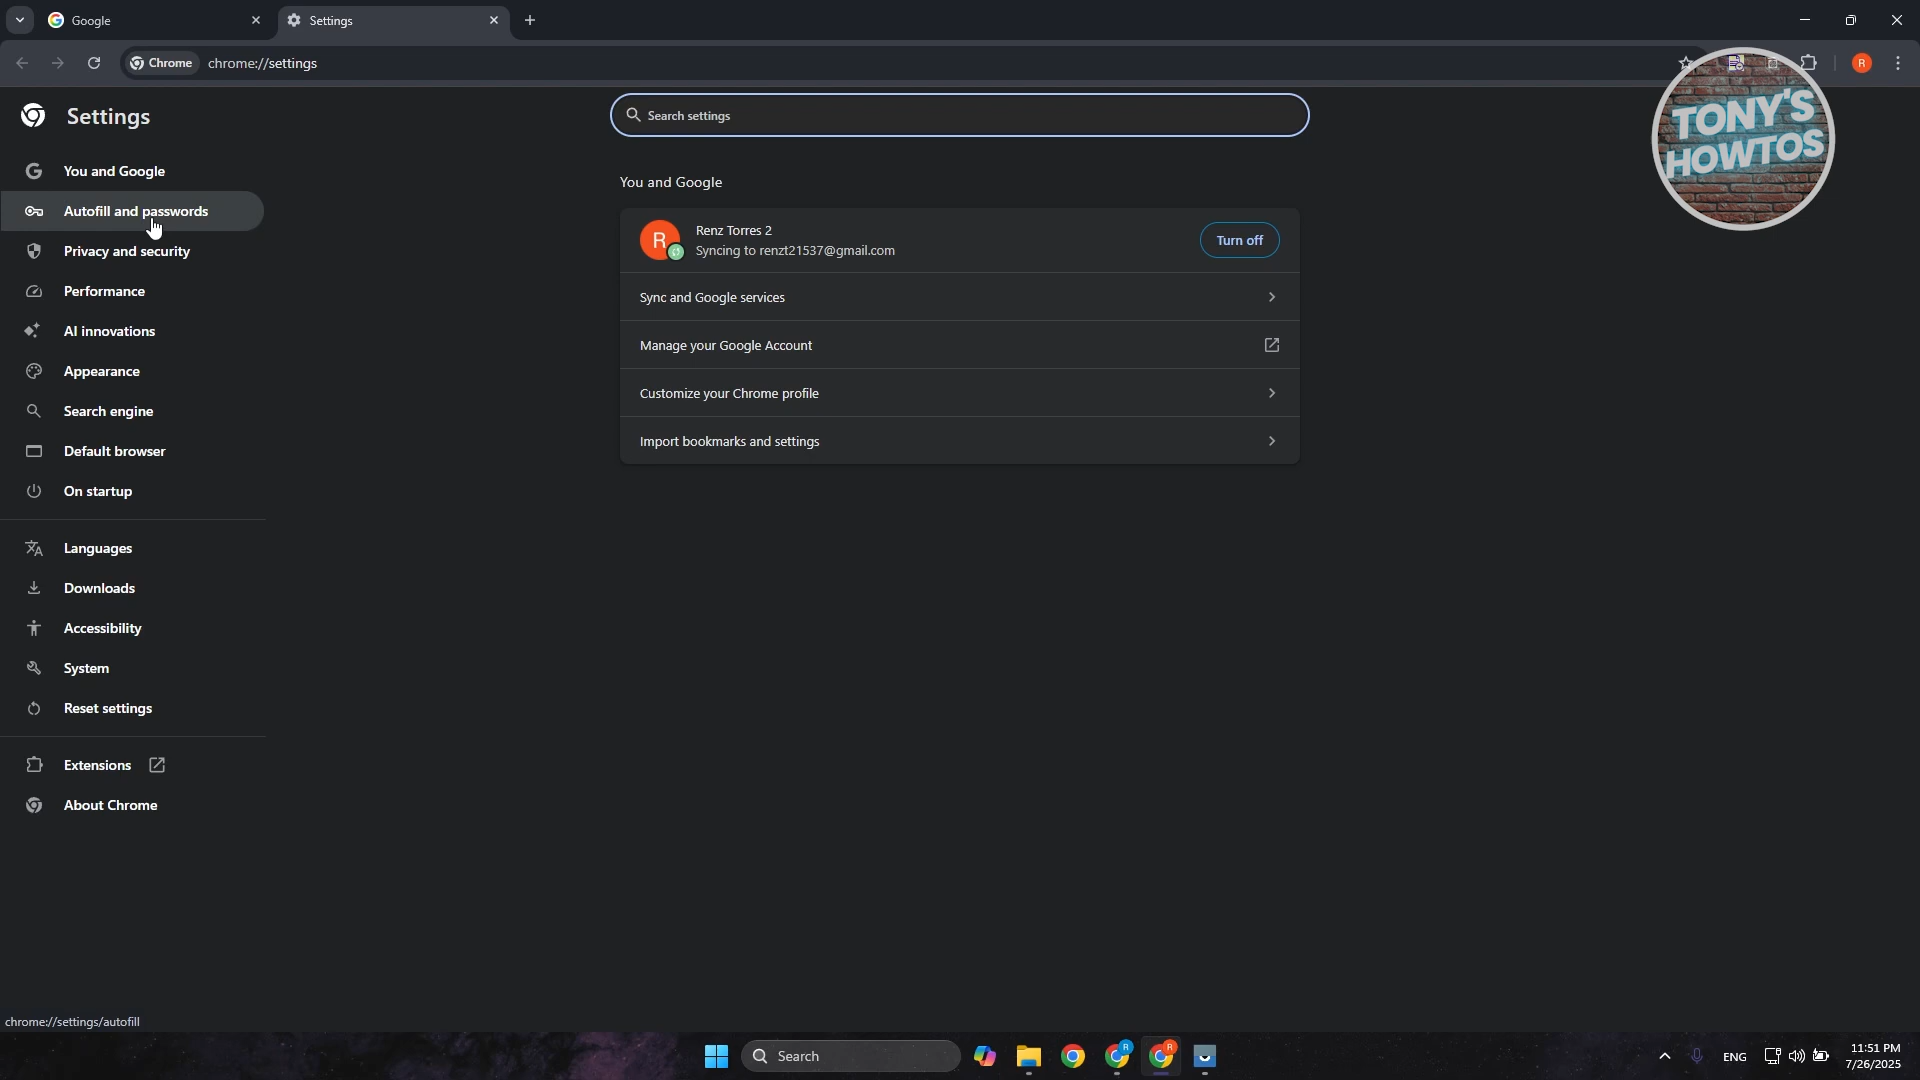 Google
Settings
Chrome
chrome://settings
R
TONY'S
HOWTOS
Settings
Search settings
You and Google
Autofill and passwords
Privacy and security
Performance
AI innovations
Appearance
Search engine
Default browser
On startup
Languages
Downloads
Accessibility
System
Reset settings
Extensions
About Chrome
You and Google
R
Renz Torres 2
Syncing to renzt21537@gmail.com
Turn off
Sync and Google services
Manage your Google Account
Customize your Chrome profile
Import bookmarks and settings
chrome://settings/autofill
Search
R
R
ENG
11:51 PM
7/26/2025